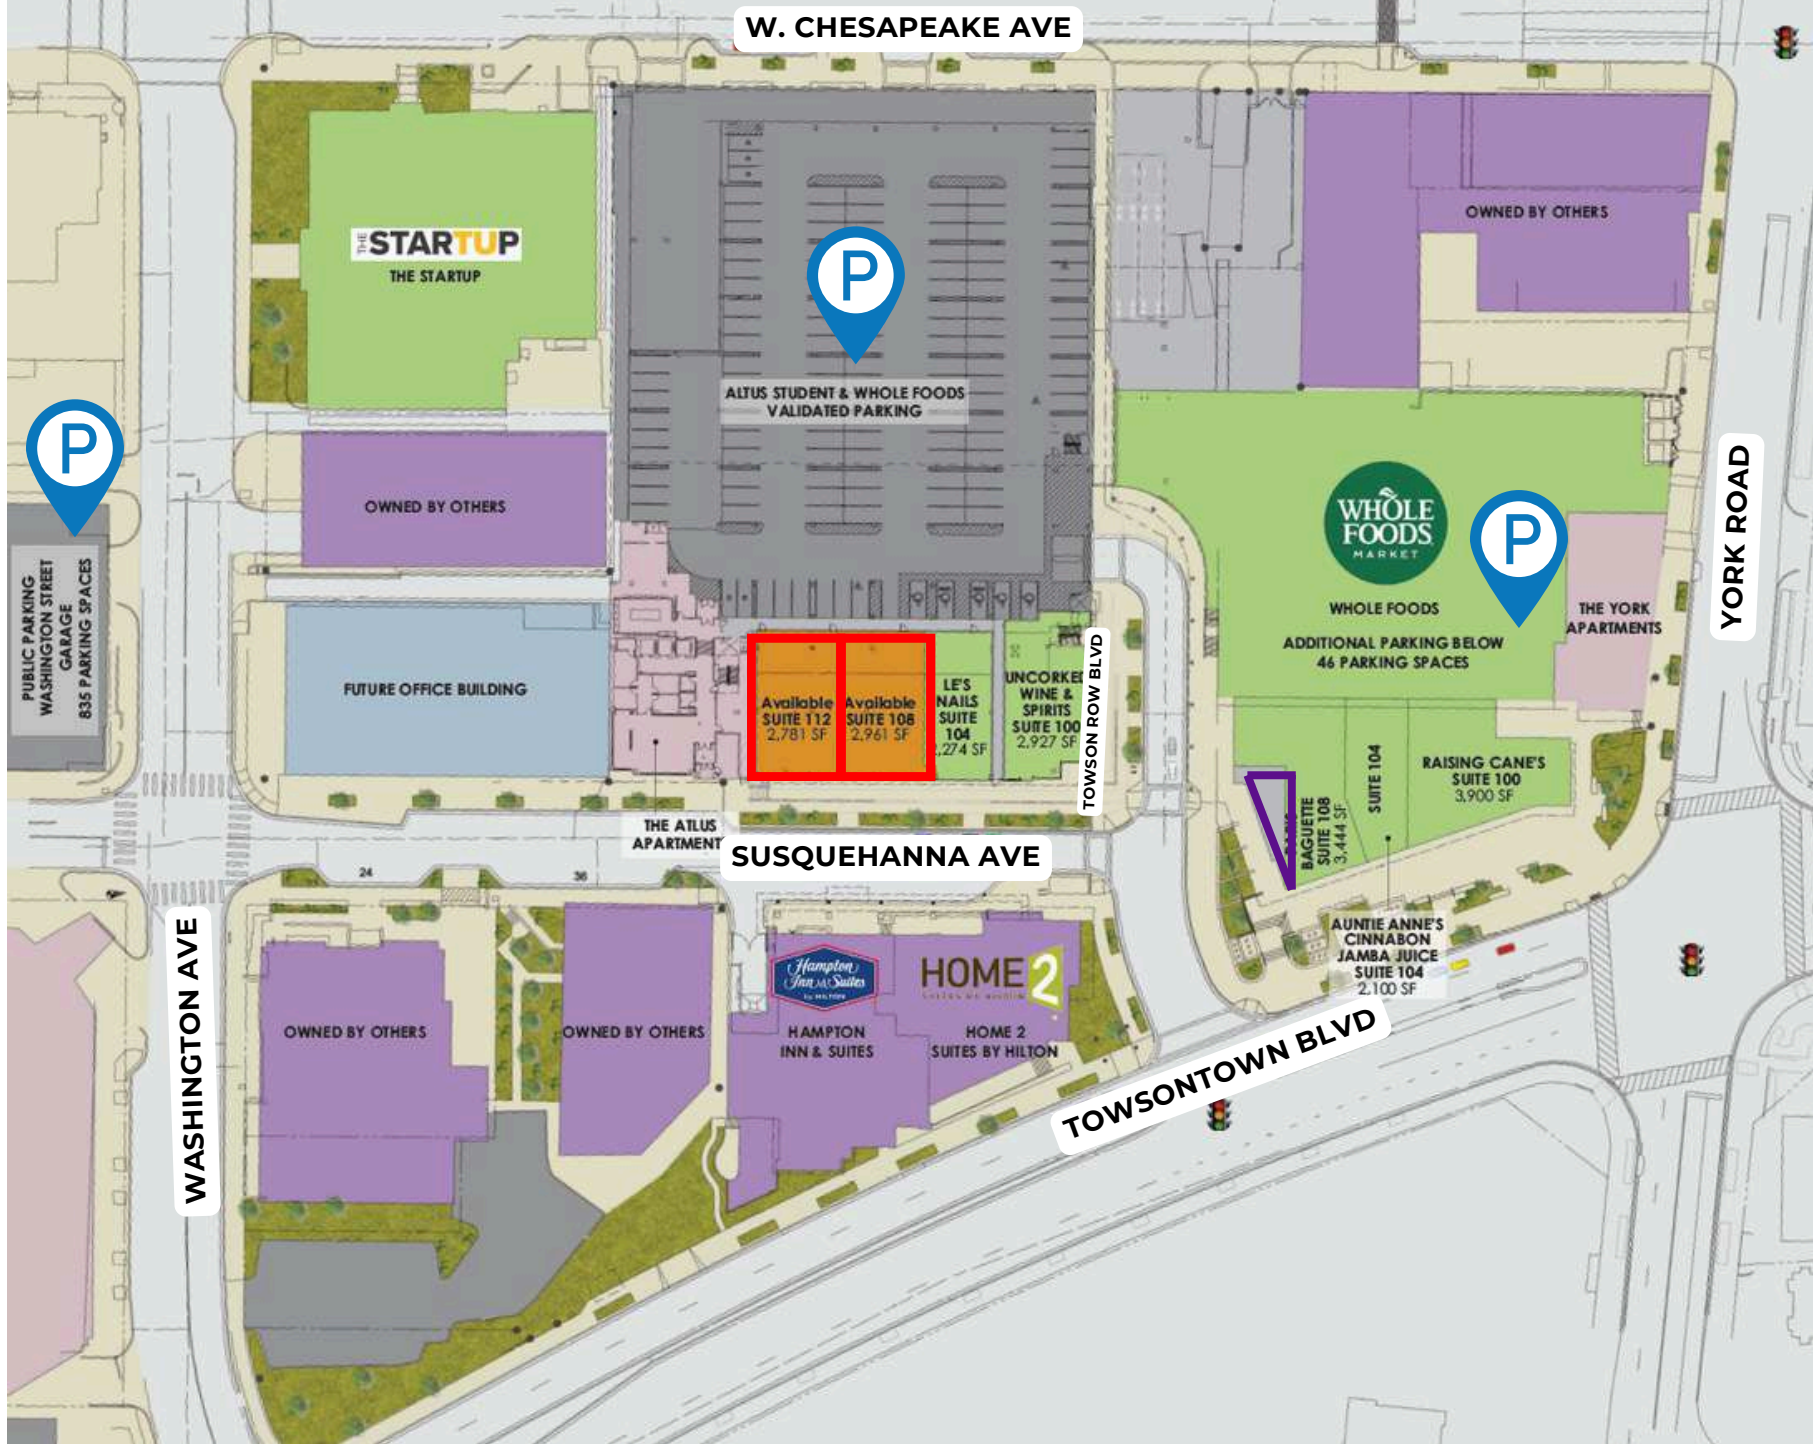 W. CHESAPEAKE AVE
THE STARTUP
THE STARTUP
P
ALTUS STUDENT & WHOLE FOODS
VALIDATED PARKING
OWNED BY OTHERS
P
PUBLIC PARKING
WASHINGTON STREET
GARAGE
835 PARKING SPACES
OWNED BY OTHERS
FUTURE OFFICE BUILDING
WHOLE
FOODS
MARKET
WHOLE FOODS
P
ADDITIONAL PARKING BELOW
46 PARKING SPACES
THE YORK
APARTMENTS
YORK ROAD
Available
SUITE 112
2,781 SF
Available
SUITE 108
2,961 SF
LE'S
NAILS
SUITE
104
,274 SF
UNCORKED
WINE &
SPIRITS
SUITE 100
2,927 SF
TOWSON ROW BLVD
BAGUETTE
SUITE 108
3,444 SF
SUITE 104
RAISING CANE'S
SUITE 100
3,900 SF
THE ATLUS
APARTMENT
SUSQUEHANNA AVE
24
36
AUNTIE ANNE'S
CINNABON
JAMBA JUICE
SUITE 104
2,100 SF
WASHINGTON AVE
OWNED BY OTHERS
OWNED BY OTHERS
Hampton
Inn & Suites
by HILTON
HAMPTON
INN & SUITES
HOME 2
SUITES BY HILTON
HOME 2
SUITES BY HILTON
TOWSONTOWN BLVD